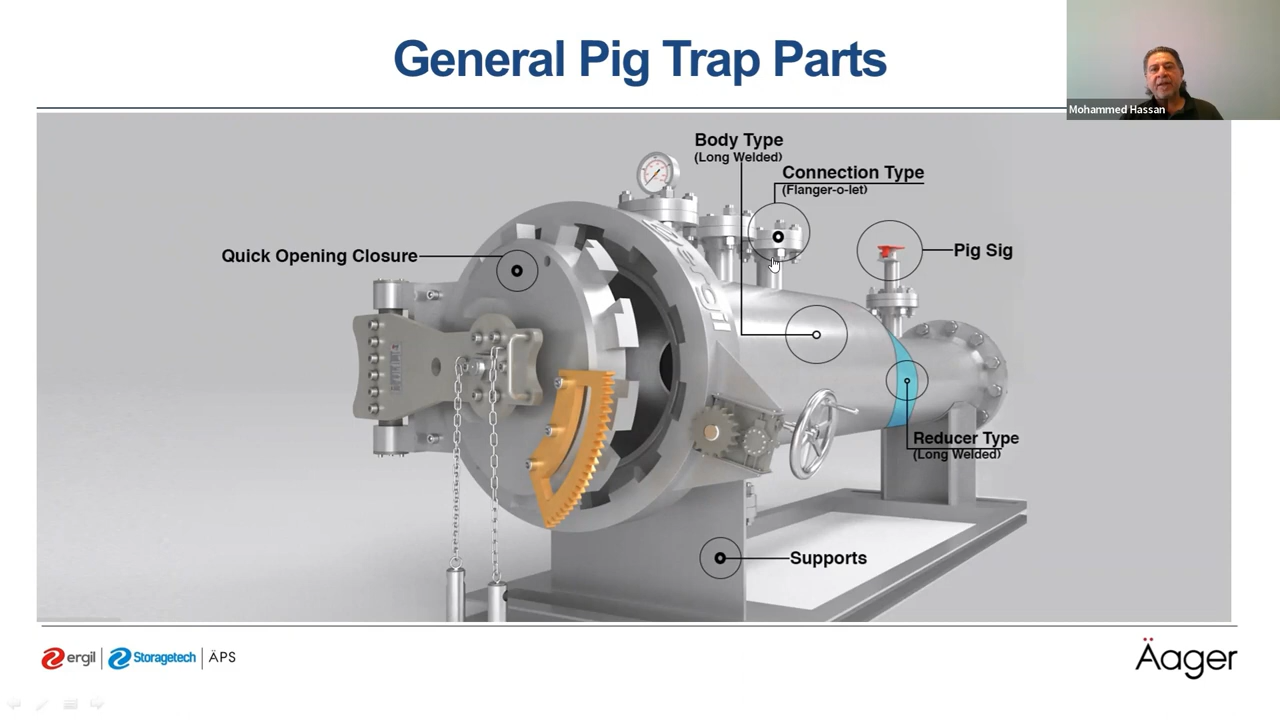 General Pig Trap Parts
Mohammed Hassan
Body Type
(Long Welded)
Connection Type
(Flanger-o-let)
Quick Opening Closure
Pig Sig
Reducer Type
(Long Welded)
Supports
ergil
Storagetech
ÄPS
Äager